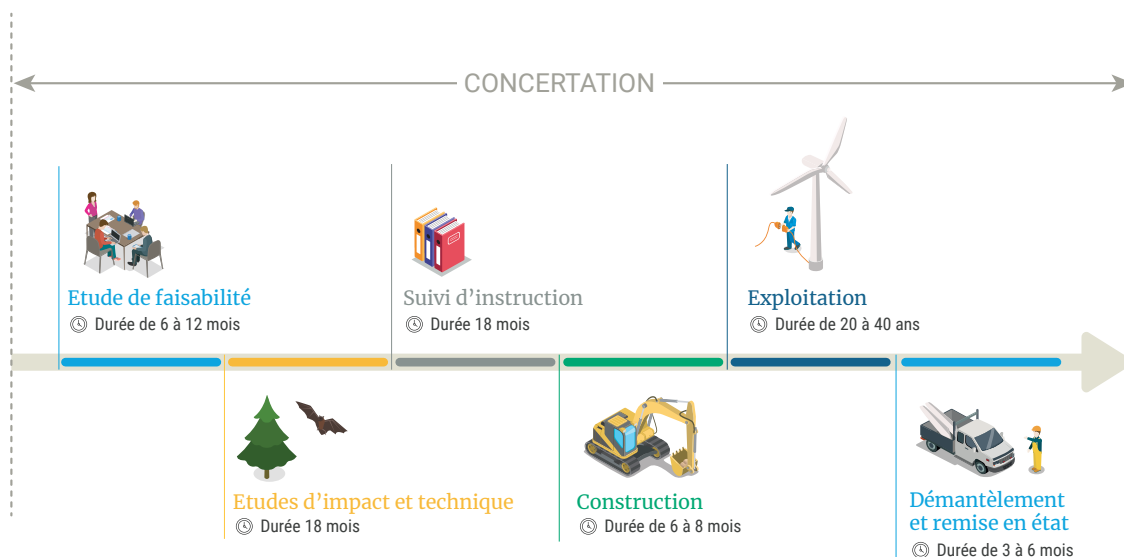 CONCERTATION
Etude de faisabilité
Durée de 6 à 12 mois
Suivi d’instruction
Durée 18 mois
Exploitation
Durée de 20 à 40 ans
Etudes d’impact et technique
Durée 18 mois
Construction
Durée de 6 à 8 mois
Démantèlement
et remise en état
Durée de 3 à 6 mois